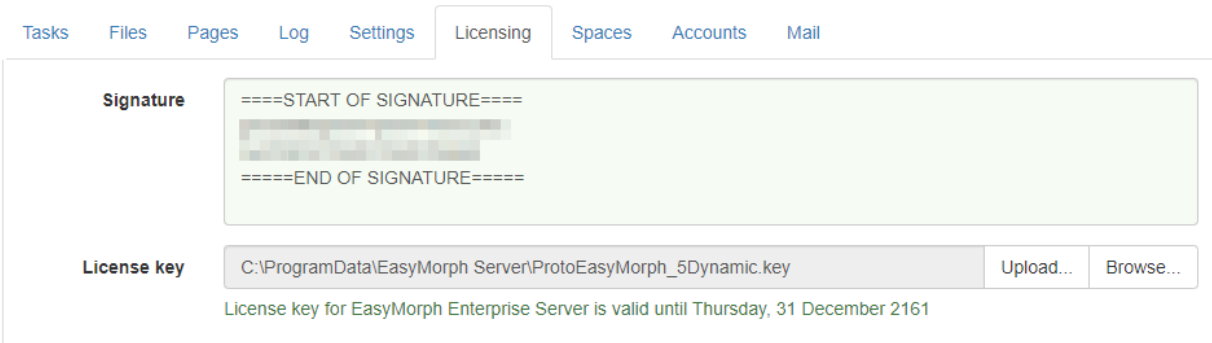 Tasks Files Pages Log Settings Licensing Spaces Accounts Mail
Signature
====START OF SIGNATURE====
=====END OF SIGNATURE=====
License key C:\ProgramData\EasyMorph Server\ProtoEasyMorph_5Dynamic.key Upload... Browse...
License key for EasyMorph Enterprise Server is valid until Thursday, 31 December 2161